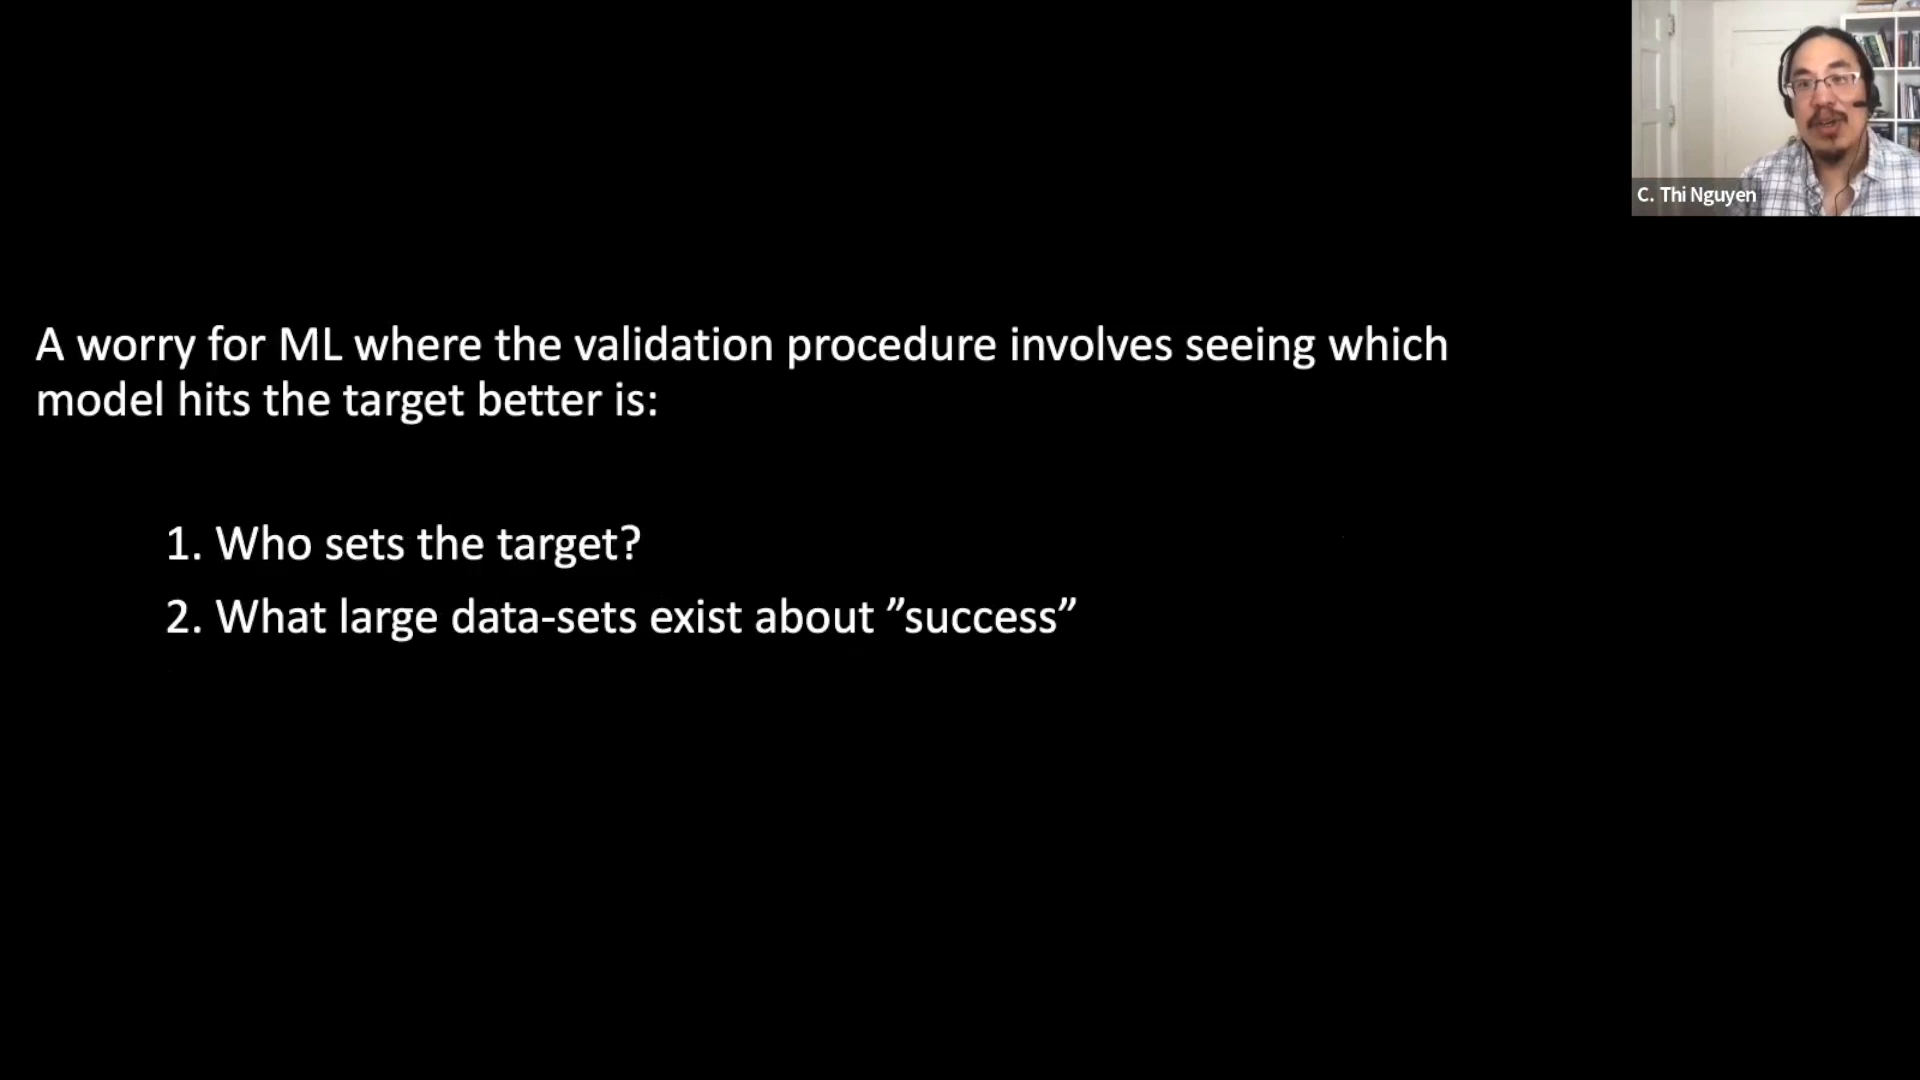 C. Thi Nguyen
A worry for ML where the validation procedure involves seeing which
model hits the target better is:
1. Who sets the target?
2. What large data-sets exist about ”success”